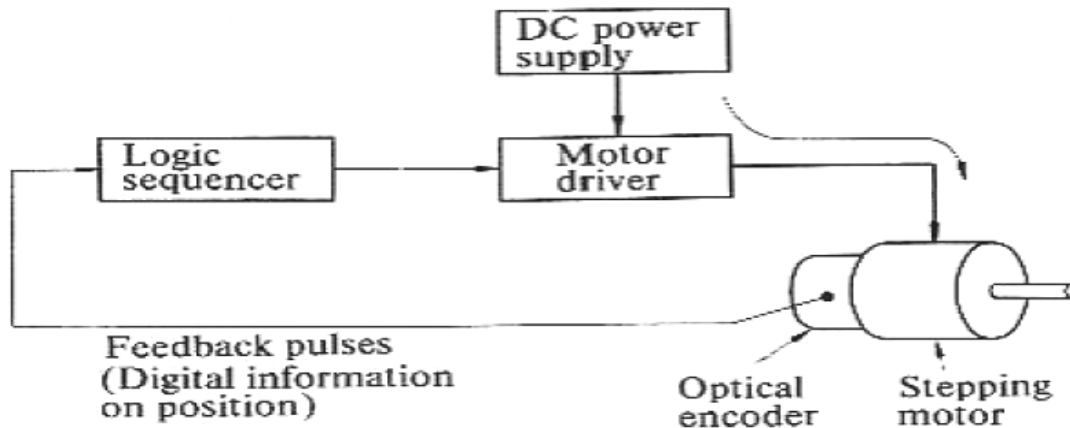 DC power
supply
Logic
sequencer
Motor
driver
Feedback pulses
(Digital information
on position)
Optical
encoder
Stepping
motor